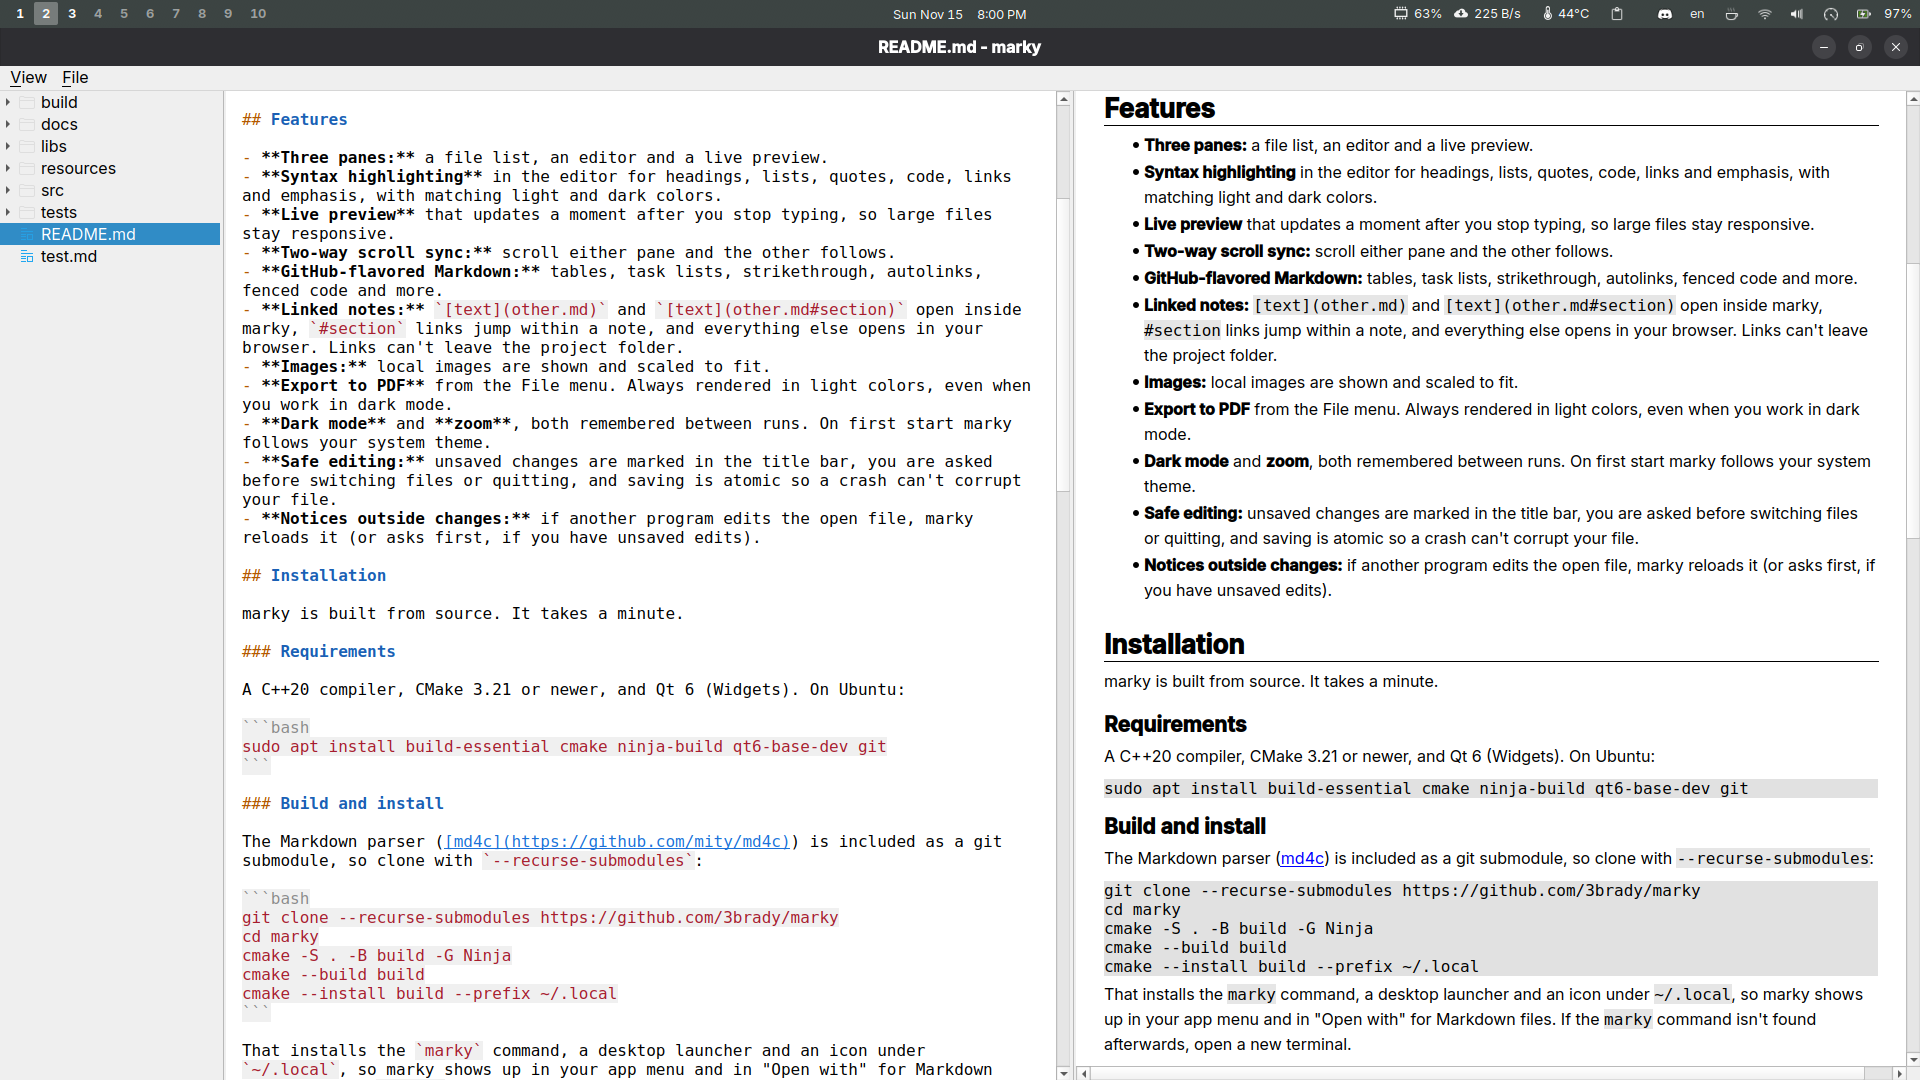 1 2 3 4 5 6 7 8 9 10
Sun Nov 15 8:00 PM
63% 225 B/s 44°C en 97%
README.md - marky
View File
build
docs
libs
resources
src
tests
README.md
test.md
## Features
- **Three panes:** a file list, an editor and a live preview.
- **Syntax highlighting** in the editor for headings, lists, quotes, code, links
and emphasis, with matching light and dark colors.
- **Live preview** that updates a moment after you stop typing, so large files
stay responsive.
- **Two-way scroll sync:** scroll either pane and the other follows.
- **GitHub-flavored Markdown:** tables, task lists, strikethrough, autolinks,
fenced code and more.
- **Linked notes:** `[text](other.md)` and `[text](other.md#section)` open inside
marky, `#section` links jump within a note, and everything else opens in your
browser. Links can't leave the project folder.
- **Images:** local images are shown and scaled to fit.
- **Export to PDF** from the File menu. Always rendered in light colors, even when
you work in dark mode.
- **Dark mode** and **zoom**, both remembered between runs. On first start marky
follows your system theme.
- **Safe editing:** unsaved changes are marked in the title bar, you are asked
before switching files or quitting, and saving is atomic so a crash can't corrupt
your file.
- **Notices outside changes:** if another program edits the open file, marky
reloads it (or asks first, if you have unsaved edits).
## Installation
marky is built from source. It takes a minute.
### Requirements
A C++20 compiler, CMake 3.21 or newer, and Qt 6 (Widgets). On Ubuntu:
```bash
sudo apt install build-essential cmake ninja-build qt6-base-dev git
```
### Build and install
The Markdown parser ([md4c](https://github.com/mity/md4c)) is included as a git
submodule, so clone with `--recurse-submodules`:
```bash
git clone --recurse-submodules https://github.com/3brady/marky
cd marky
cmake -S . -B build -G Ninja
cmake --build build
cmake --install build --prefix ~/.local
```
That installs the `marky` command, a desktop launcher and an icon under
`~/.local`, so marky shows up in your app menu and in "Open with" for Markdown
Features
• Three panes: a file list, an editor and a live preview.
• Syntax highlighting in the editor for headings, lists, quotes, code, links and emphasis, with
matching light and dark colors.
• Live preview that updates a moment after you stop typing, so large files stay responsive.
• Two-way scroll sync: scroll either pane and the other follows.
• GitHub-flavored Markdown: tables, task lists, strikethrough, autolinks, fenced code and more.
• Linked notes: [text](other.md) and [text](other.md#section) open inside marky,
#section links jump within a note, and everything else opens in your browser. Links can't leave
the project folder.
• Images: local images are shown and scaled to fit.
• Export to PDF from the File menu. Always rendered in light colors, even when you work in dark
mode.
• Dark mode and zoom, both remembered between runs. On first start marky follows your system
theme.
• Safe editing: unsaved changes are marked in the title bar, you are asked before switching files
or quitting, and saving is atomic so a crash can't corrupt your file.
• Notices outside changes: if another program edits the open file, marky reloads it (or asks first, if
you have unsaved edits).
Installation
marky is built from source. It takes a minute.
Requirements
A C++20 compiler, CMake 3.21 or newer, and Qt 6 (Widgets). On Ubuntu:
sudo apt install build-essential cmake ninja-build qt6-base-dev git
Build and install
The Markdown parser (md4c) is included as a git submodule, so clone with --recurse-submodules:
git clone --recurse-submodules https://github.com/3brady/marky
cd marky
cmake -S . -B build -G Ninja
cmake --build build
cmake --install build --prefix ~/.local
That installs the marky command, a desktop launcher and an icon under ~/.local, so marky shows
up in your app menu and in "Open with" for Markdown files. If the marky command isn't found
afterwards, open a new terminal.